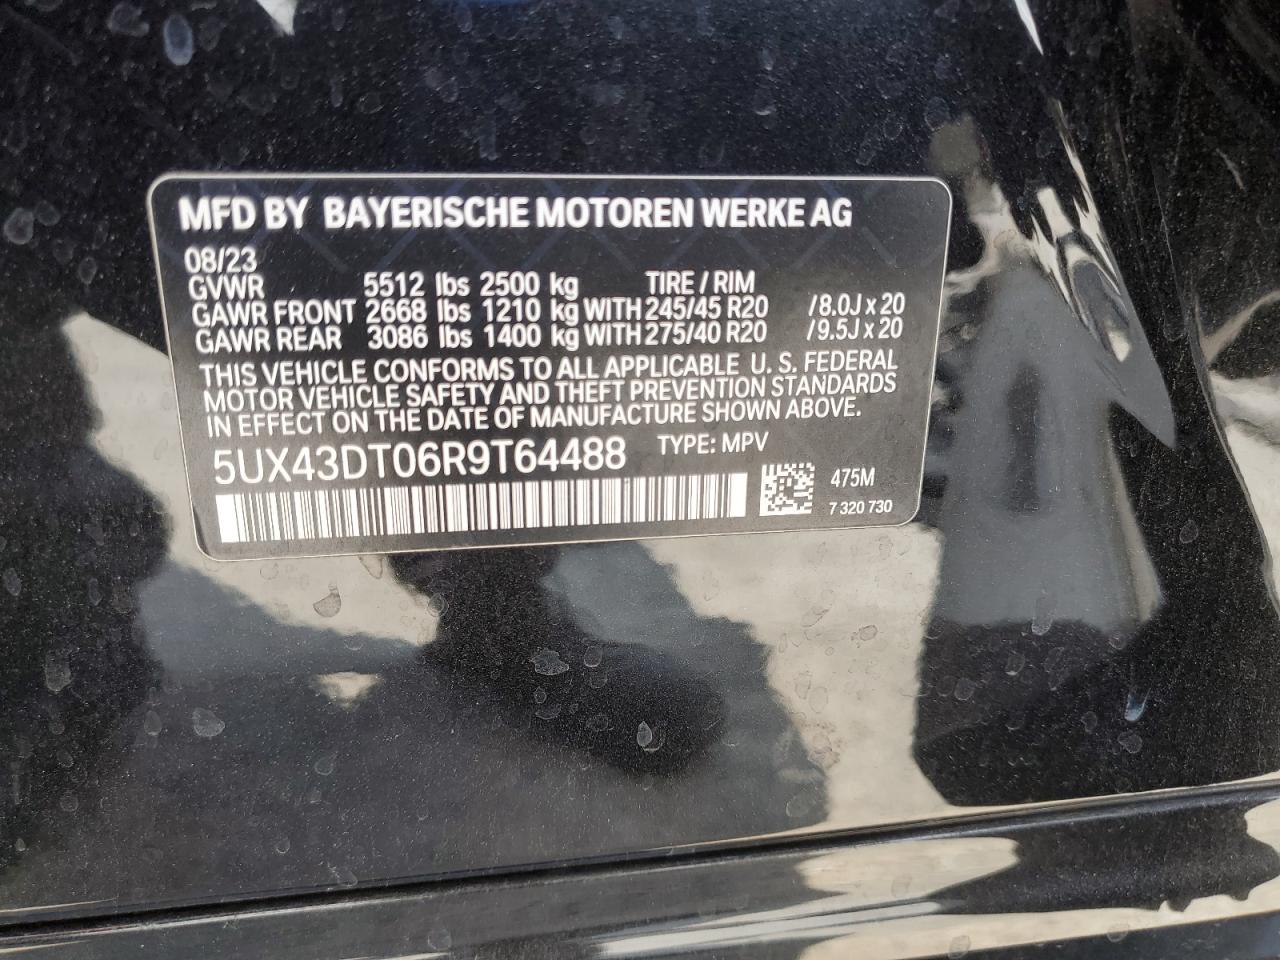 MFD BY BAYERISCHE MOTOREN WERKE AG
08/23
GVWR 5512 lbs 2500 kg TIRE / RIM
GAWR FRONT 2668 lbs 1210 kg WITH 245/45 R20 /8.0J x 20
GAWR REAR 3086 lbs 1400 kg WITH 275/40 R20 /9.5J x 20
THIS VEHICLE CONFORMS TO ALL APPLICABLE U. S. FEDERAL
MOTOR VEHICLE SAFETY AND THEFT PREVENTION STANDARDS
IN EFFECT ON THE DATE OF MANUFACTURE SHOWN ABOVE.
5UX43DT06R9T64488 TYPE: MPV
475M
7 320 730